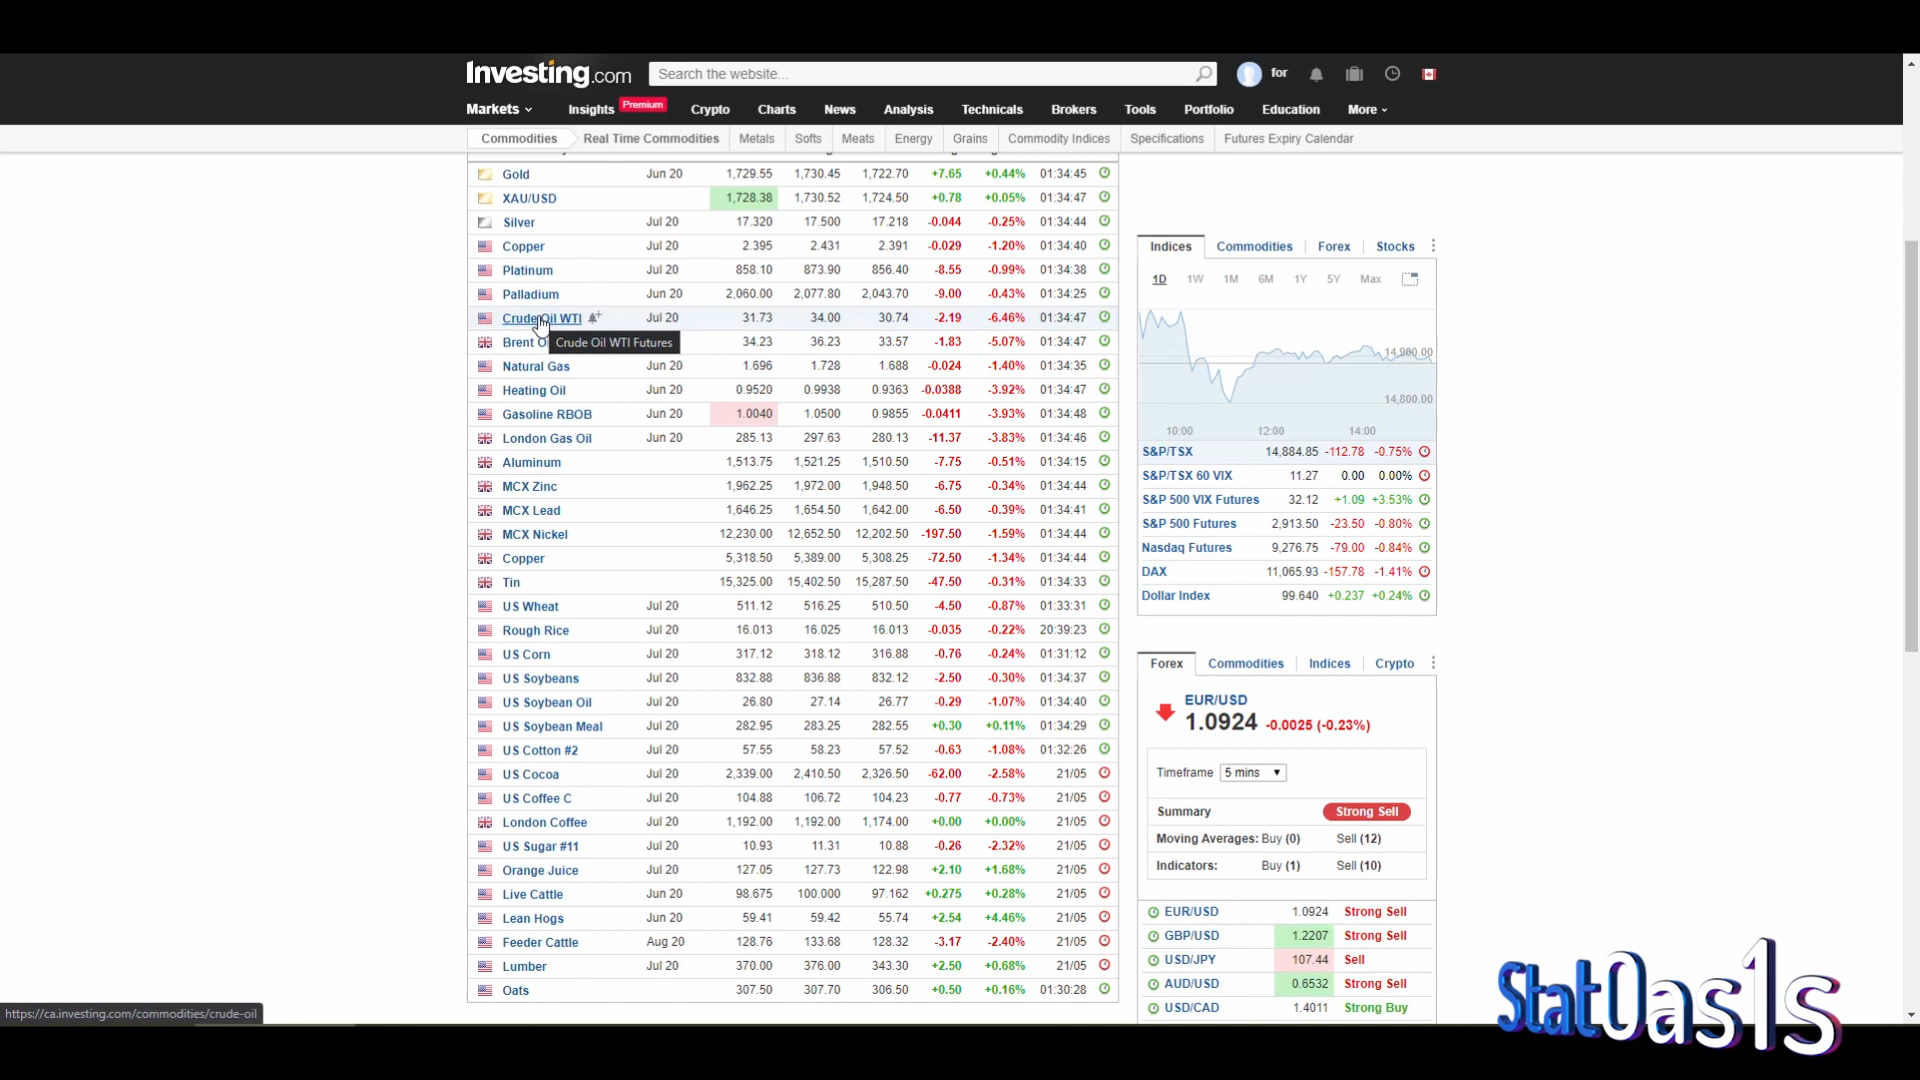 Investing.com Search the website... for
Markets Insights Premium Crypto Charts News Analysis Technicals Brokers Tools Portfolio Education More
Commodities Real Time Commodities Metals Softs Meats Energy Grains Commodity Indices Specifications Futures Expiry Calendar
Gold Jun 20 1,729.55 1,730.45 1,722.70 +7.65 +0.44% 01:34:45
XAU/USD 1,728.38 1,730.52 1,724.50 +0.78 +0.05% 01:34:47
Silver Jul 20 17.320 17.500 17.218 -0.044 -0.25% 01:34:44
Copper Jul 20 2.395 2.431 2.391 -0.029 -1.20% 01:34:40
Platinum Jul 20 858.10 873.90 856.40 -8.55 -0.99% 01:34:38
Palladium Jun 20 2,060.00 2,077.80 2,043.70 -9.00 -0.43% 01:34:25
Crude Oil WTI Jul 20 31.73 34.00 30.74 -2.19 -6.46% 01:34:47
Brent 34.23 36.23 33.57 -1.83 -5.07% 01:34:47
Crude Oil WTI Futures
Natural Gas Jun 20 1.696 1.728 1.688 -0.024 -1.40% 01:34:35
Heating Oil Jun 20 0.9520 0.9938 0.9363 -0.0388 -3.92% 01:34:47
Gasoline RBOB Jun 20 1.0040 1.0500 0.9855 -0.0411 -3.93% 01:34:48
London Gas Oil Jun 20 285.13 297.63 280.13 -11.37 -3.83% 01:34:46
Aluminum 1,513.75 1,521.25 1,510.50 -7.75 -0.51% 01:34:15
MCX Zinc 1,962.25 1,972.00 1,948.50 -6.75 -0.34% 01:34:44
MCX Lead 1,646.25 1,654.50 1,642.00 -6.50 -0.39% 01:34:41
MCX Nickel 12,230.00 12,652.50 12,202.50 -197.50 -1.59% 01:34:44
Copper 5,318.50 5,389.00 5,308.25 -72.50 -1.34% 01:34:44
Tin 15,325.00 15,402.50 15,287.50 -47.50 -0.31% 01:34:33
US Wheat Jul 20 511.12 516.25 510.50 -4.50 -0.87% 01:33:31
Rough Rice Jul 20 16.013 16.025 16.013 -0.035 -0.22% 20:39:23
US Corn Jul 20 317.12 318.12 316.88 -0.76 -0.24% 01:31:12
US Soybeans Jul 20 832.88 836.88 832.12 -2.50 -0.30% 01:34:37
US Soybean Oil Jul 20 26.80 27.14 26.77 -0.29 -1.07% 01:34:40
US Soybean Meal Jul 20 282.95 283.25 282.55 +0.30 +0.11% 01:34:29
US Cotton #2 Jul 20 57.55 58.23 57.52 -0.63 -1.08% 01:32:26
US Cocoa Jul 20 2,339.00 2,410.50 2,326.50 -62.00 -2.58% 21/05
US Coffee C Jul 20 104.88 106.72 104.23 -0.77 -0.73% 21/05
London Coffee Jul 20 1,192.00 1,192.00 1,174.00 +0.00 +0.00% 21/05
US Sugar #11 Jul 20 10.93 11.31 10.88 -0.26 -2.32% 21/05
Orange Juice Jul 20 127.05 127.73 122.98 +2.10 +1.68% 21/05
Live Cattle Jun 20 98.675 100.000 97.162 +0.275 +0.28% 21/05
Lean Hogs Jun 20 59.41 59.42 55.74 +2.54 +4.46% 21/05
Feeder Cattle Aug 20 128.76 133.68 128.32 -3.17 -2.40% 21/05
Lumber Jul 20 370.00 376.00 343.30 +2.50 +0.68% 21/05
Oats 307.50 307.70 306.50 +0.50 +0.16% 01:30:28
Indices Commodities Forex Stocks
1D 1W 1M 6M 1Y 5Y Max
14,900.00
14,800.00
10:00 12:00 14:00
S&P/TSX 14,884.85 -112.78 -0.75%
S&P/TSX 60 VIX 11.27 0.00 0.00%
S&P 500 VIX Futures 32.12 +1.09 +3.53%
S&P 500 Futures 2,913.50 -23.50 -0.80%
Nasdaq Futures 9,276.75 -79.00 -0.84%
DAX 11,065.93 -157.78 -1.41%
Dollar Index 99.640 +0.237 +0.24%
Forex Commodities Indices Crypto
EUR/USD
1.0924 -0.0025 (-0.23%)
Timeframe 5 mins
Summary Strong Sell
Moving Averages: Buy (0) Sell (12)
Indicators: Buy (1) Sell (10)
EUR/USD 1.0924 Strong Sell
GBP/USD 1.2207 Strong Sell
USD/JPY 107.44 Sell
AUD/USD 0.6532 Strong Sell
USD/CAD 1.4011 Strong Buy
https://ca.investing.com/commodities/crude-oil
StatOas1s